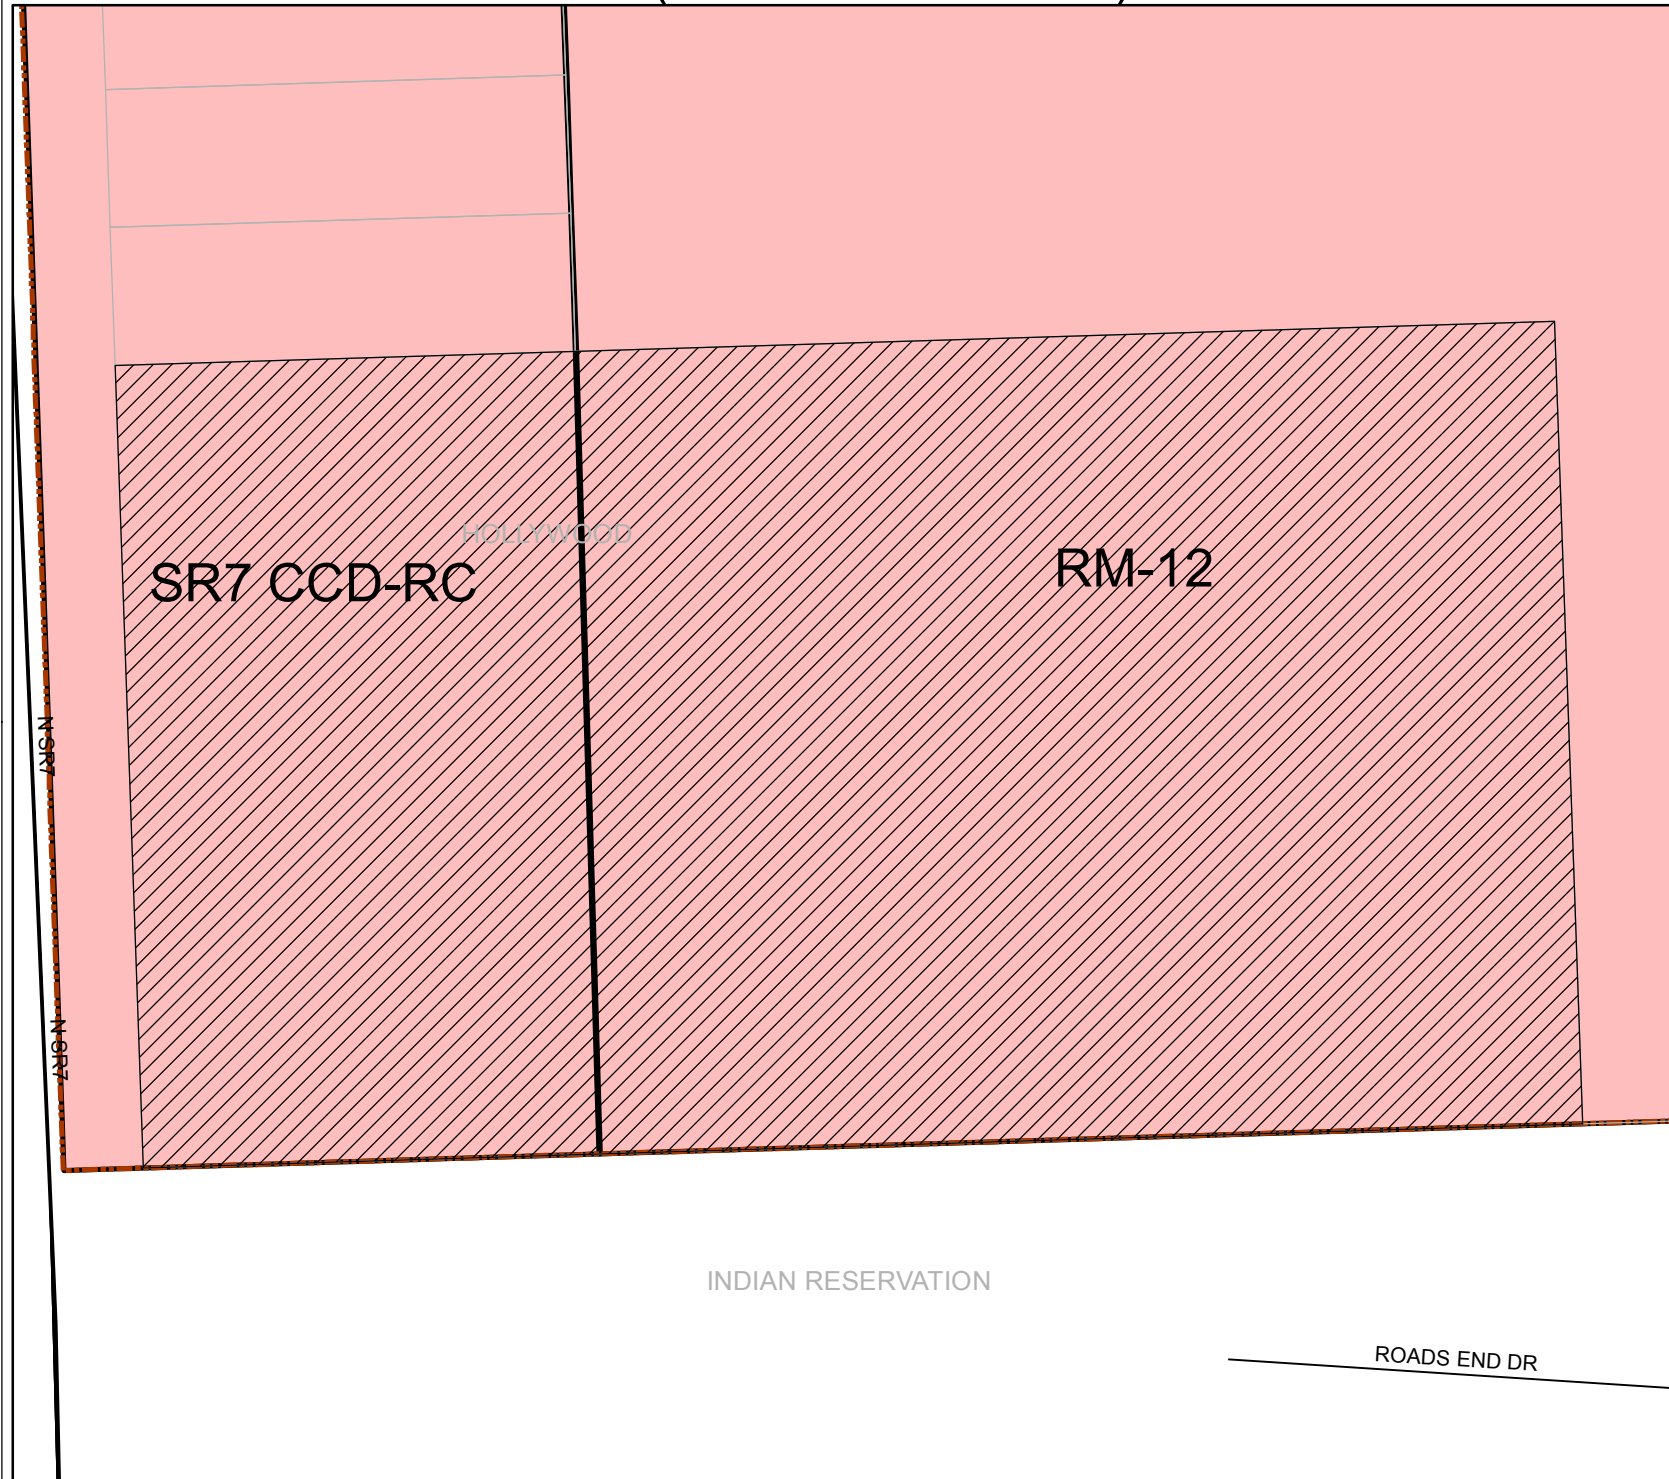 HOLLYWOOD
SR7 CCD-RC
RM-12
N SR7
N SR7
INDIAN RESERVATION
ROADS END DR